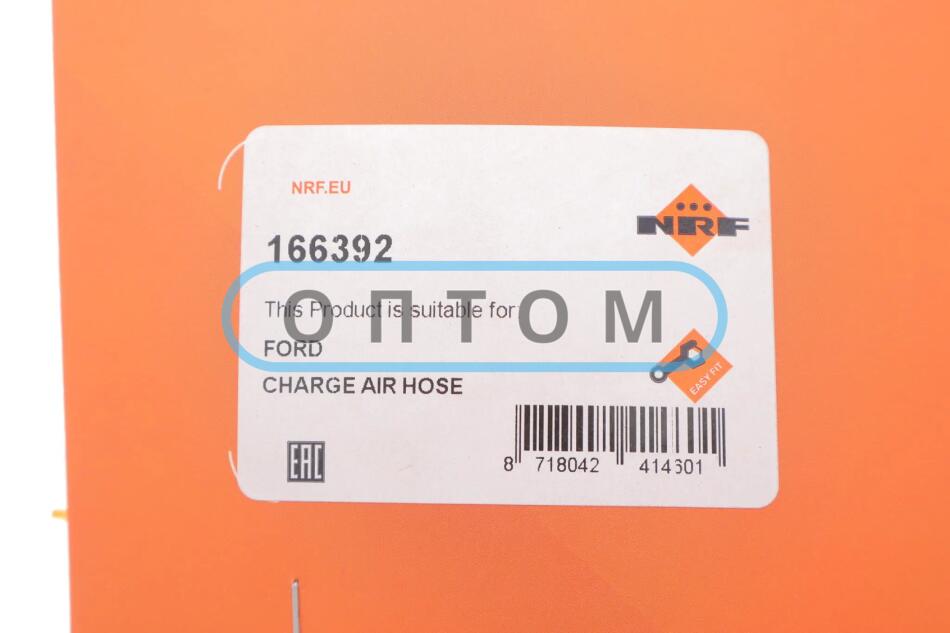 NRF.EU
NRF
166392
This Product is suitable for:
ОПТОМ
FORD
EASY FIT
CHARGE AIR HOSE
8 718042 414601
EAC